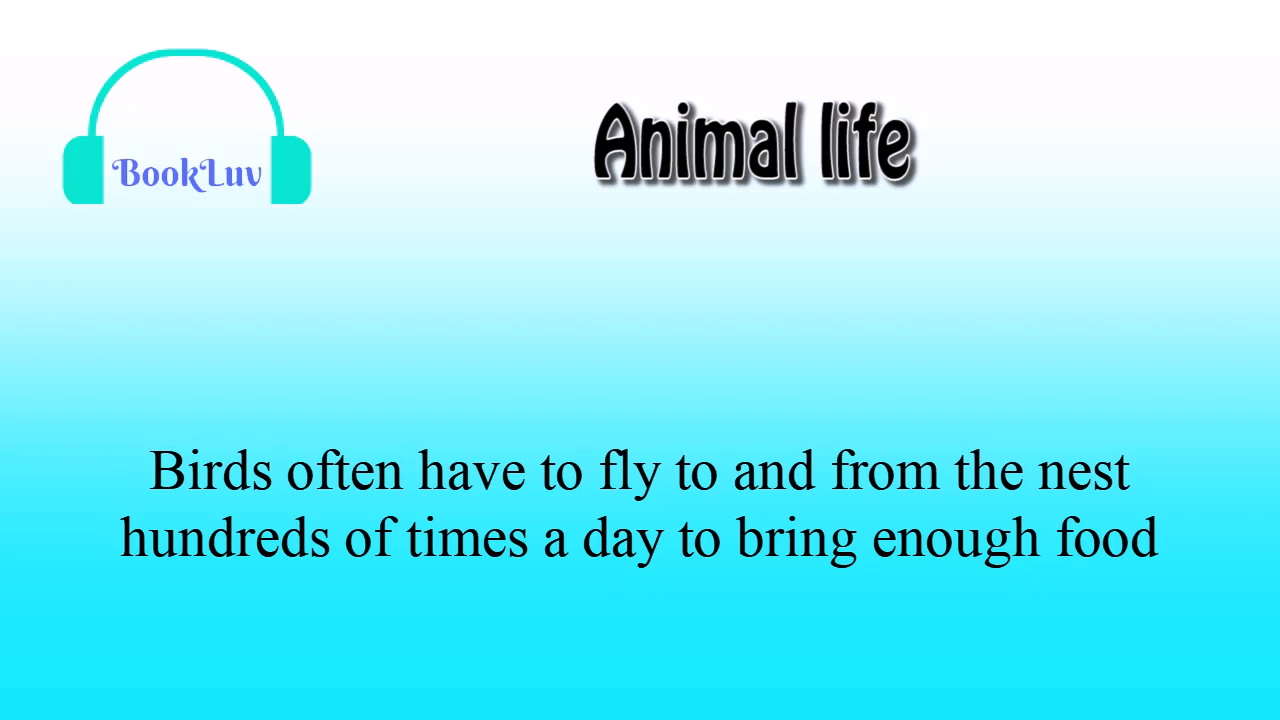 BookLuv
Animal life
Birds often have to fly to and from the nest
hundreds of times a day to bring enough food